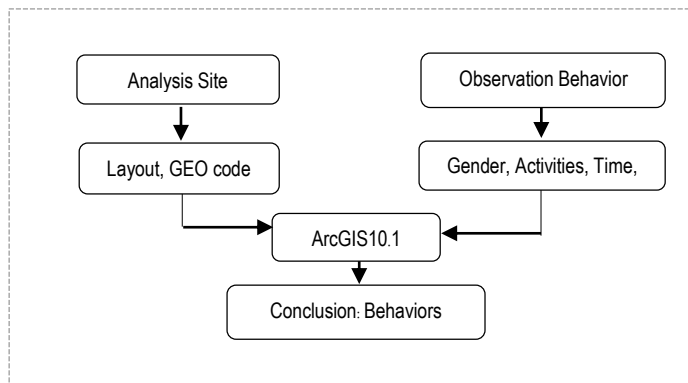 Analysis Site
Observation Behavior
Layout, GEO code
Gender, Activities, Time,
ArcGIS10.1
Conclusion: Behaviors